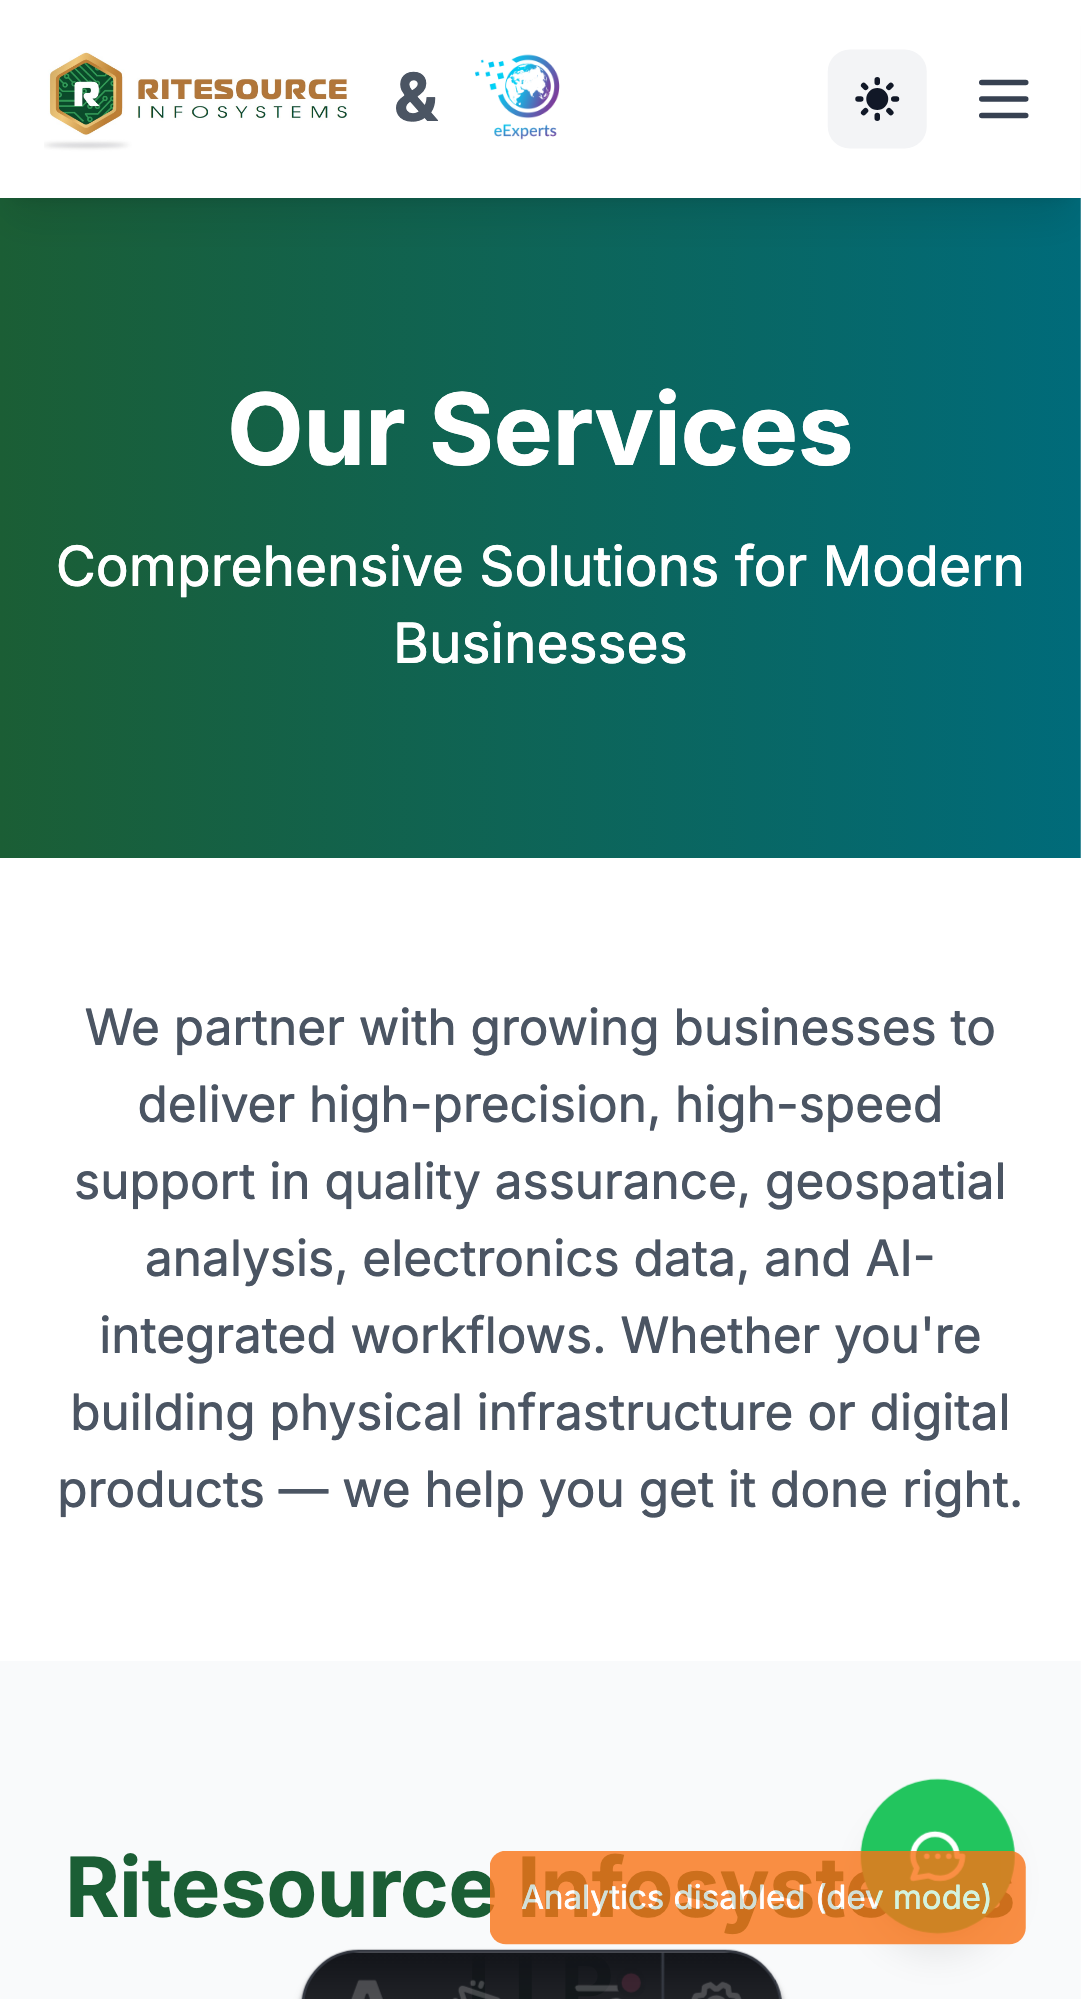 RITESOURCE
INFOSYSTEMS
&
eExperts
Our Services
Comprehensive Solutions for Modern
Businesses
We partner with growing businesses to
deliver high-precision, high-speed
support in quality assurance, geospatial
analysis, electronics data, and AI-
integrated workflows. Whether you're
building physical infrastructure or digital
products — we help you get it done right.
Ritesource Infosystems
Analytics disabled (dev mode)